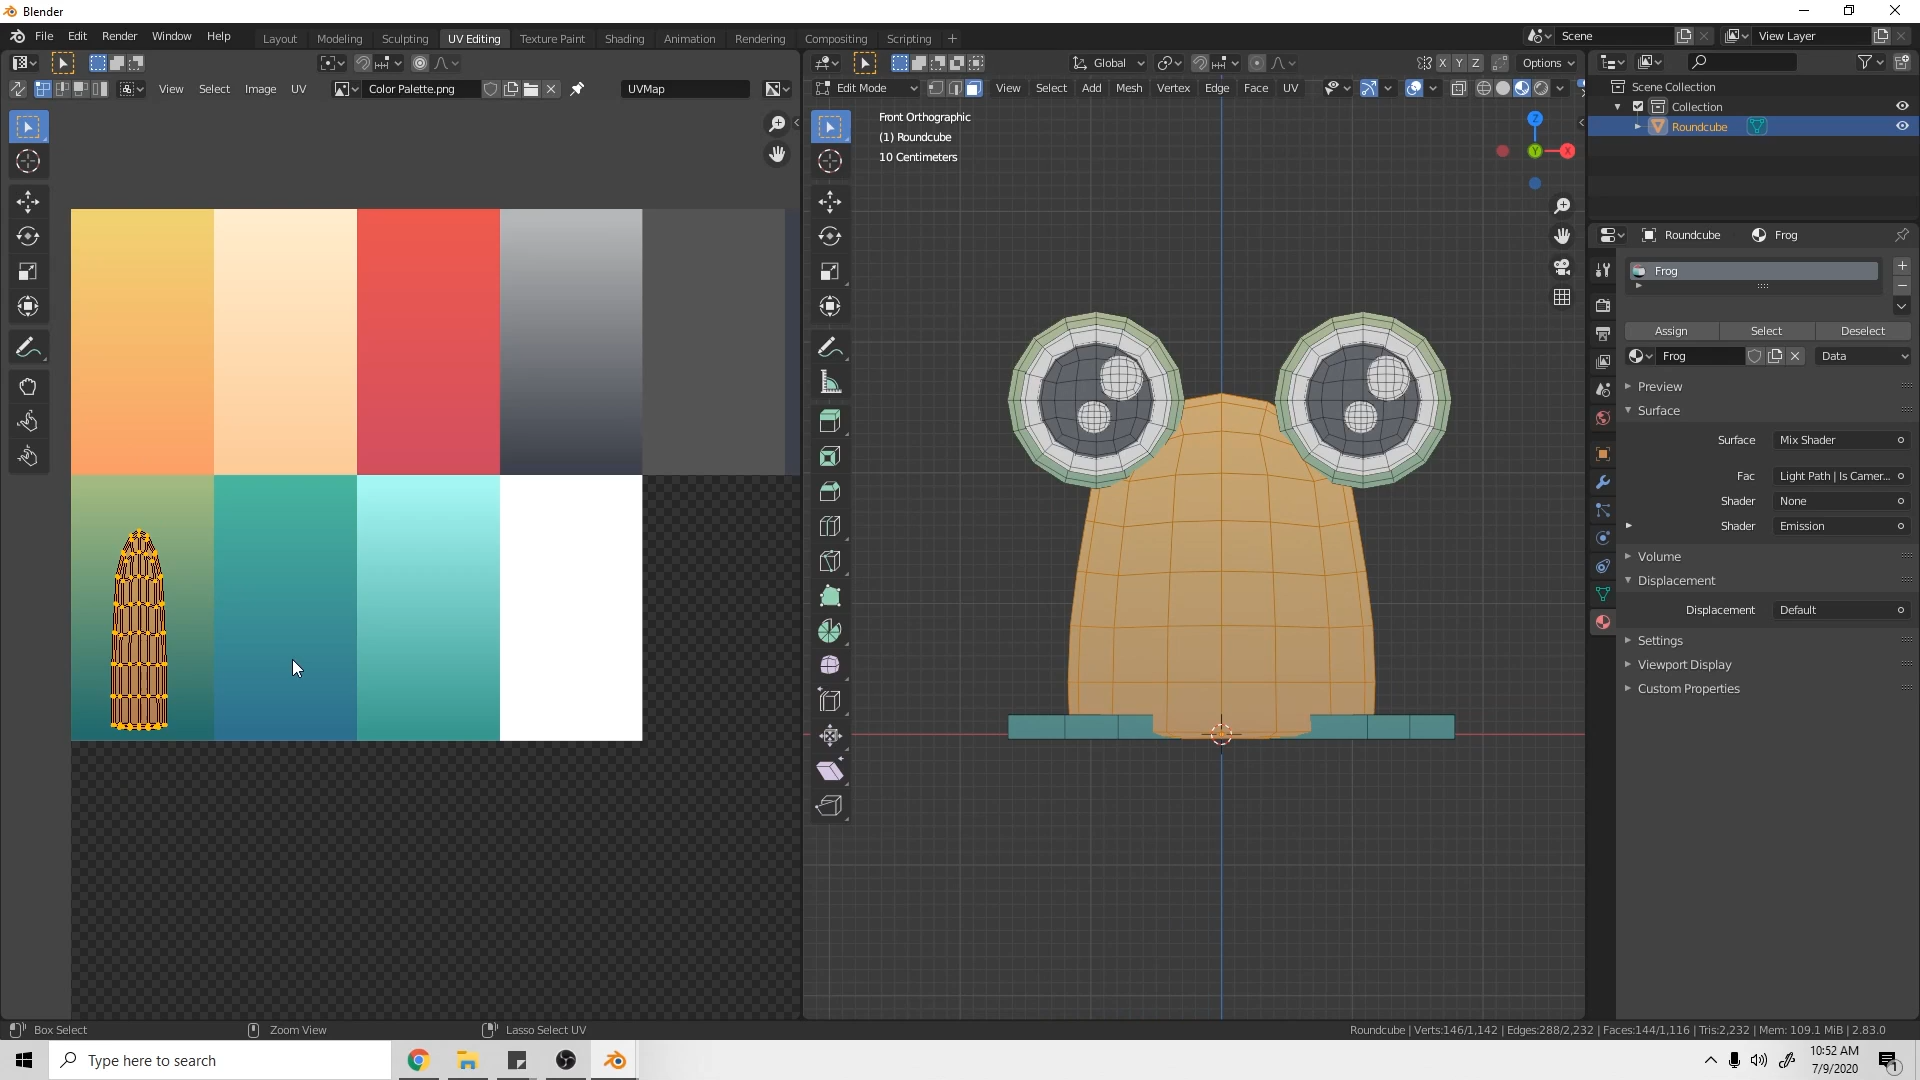 Blender
File Edit Render Window Help Layout Modeling Sculpting UV Editing Texture Paint Shading Animation Rendering Compositing Scripting + Scene View Layer
Global X Y Z Options
View Select Image UV Color Palette.png UVMap Edit Mode View Select Add Mesh Vertex Edge Face UV
Scene Collection
Collection
Roundcube
Front Orthographic
(1) Roundcube
10 Centimeters
Z
Y
X
Roundcube Frog
Frog
Assign Select Deselect
Frog Data
Preview
Surface
Surface Mix Shader
Fac Light Path | Is Camer...
Shader None
Shader Emission
Volume
Displacement
Displacement Default
Settings
Viewport Display
Custom Properties
Box Select Zoom View Lasso Select UV Roundcube | Verts:146/1,142 | Edges:288/2,232 | Faces:144/1,116 | Tris:2,232 | Mem: 109.1 MiB | 2.83.0
Type here to search
10:52 AM
7/9/2020
1